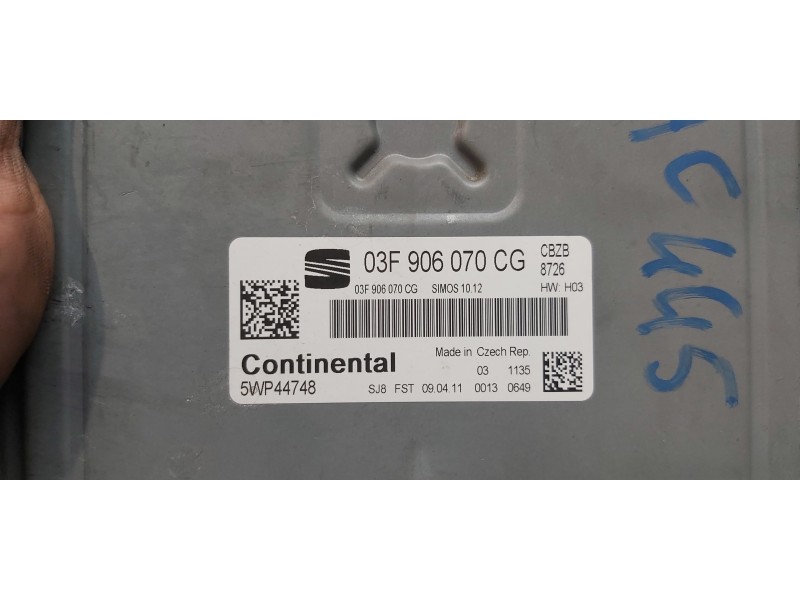 03F 906 070 CG CBZB
8726
03F 906 070 CG SIMOS 10.12 HW: H03
Continental Made in Czech Rep.
03 1135
5WP44748 SJ8 FST 09.04.11 0013 0649
C 445